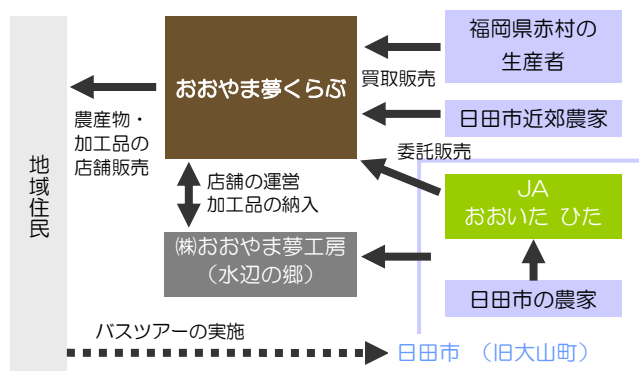 福岡県赤村の
生産者
おおやま夢くらぶ
買取販売
農産物・
加工品の
店舗販売
日田市近郊農家
委託販売
地域住民
店舗の運営
加工品の納入
JA
おおいた ひた
㈱おおやま夢工房
（水辺の郷）
日田市の農家
バスツアーの実施
日田市 （旧大山町）